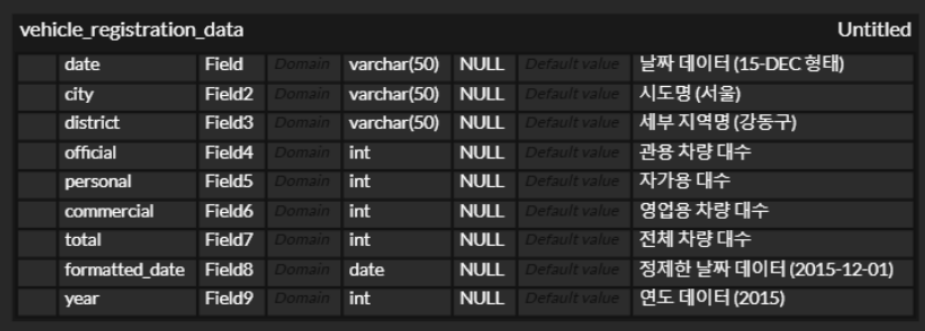 vehicle_registration_data Untitled
date Field Domain varchar(50) NULL Default value 날짜 데이터 (15-DEC 형태)
city Field2 Domain varchar(50) NULL Default value 시도명 (서울)
district Field3 Domain varchar(50) NULL Default value 세부 지역명 (강동구)
official Field4 Domain int NULL Default value 관용 차량 대수
personal Field5 Domain int NULL Default value 자가용 대수
commercial Field6 Domain int NULL Default value 영업용 차량 대수
total Field7 Domain int NULL Default value 전체 차량 대수
formatted_date Field8 Domain date NULL Default value 정제한 날짜 데이터 (2015-12-01)
year Field9 Domain int NULL Default value 연도 데이터 (2015)